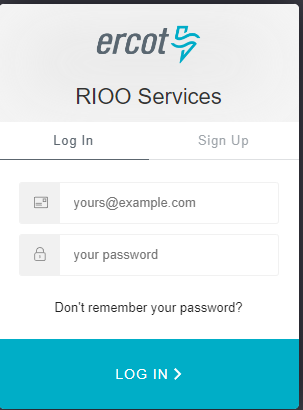 ercot
RIOO Services
Log In Sign Up
yours@example.com
your password
Don't remember your password?
LOG IN